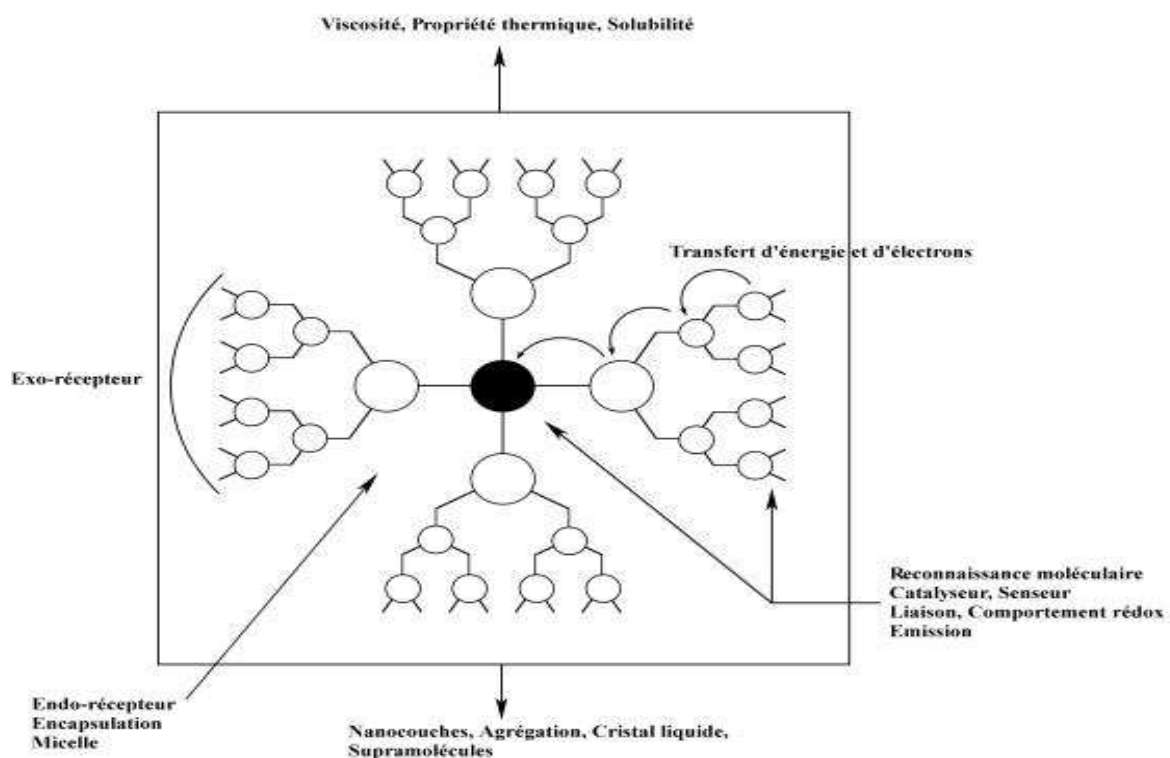 Viscosité, Propriété thermique, Solubilité
Transfert d'énergie et d'électrons
Exo-récepteur
Reconnaissance moléculaire
Catalyseur, Senseur
Liaison, Comportement rédox
Emission
Endo-récepteur
Encapsulation
Micelle
Nanocouches, Agrégation, Cristal liquide,
Supramolécules